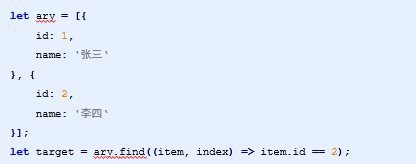 let ary = [{
    id: 1,
    name: '张三‘
}, {
    id: 2,
    name: '李四‘
}];
let target = ary.find((item, index) => item.id == 2);